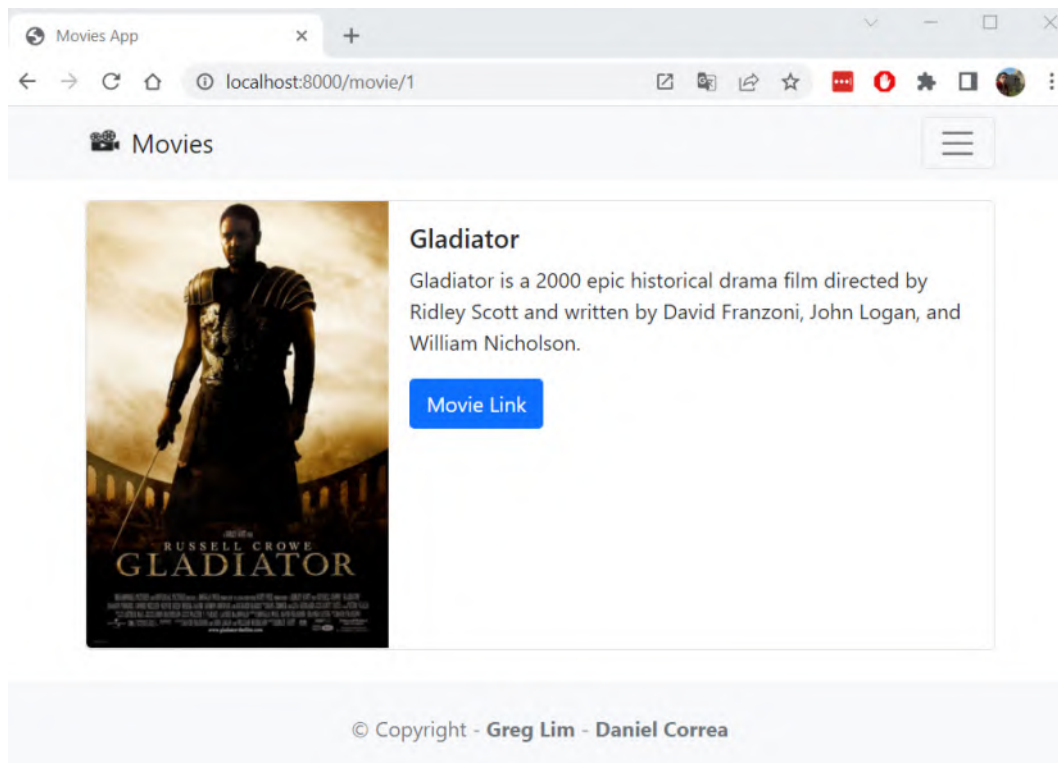 Movies App
localhost:8000/movie/1
Movies
Gladiator
Gladiator is a 2000 epic historical drama film directed by
Ridley Scott and written by David Franzoni, John Logan, and
William Nicholson.
Movie Link
RUSSELL CROWE
GLADIATOR
© Copyright - Greg Lim - Daniel Correa